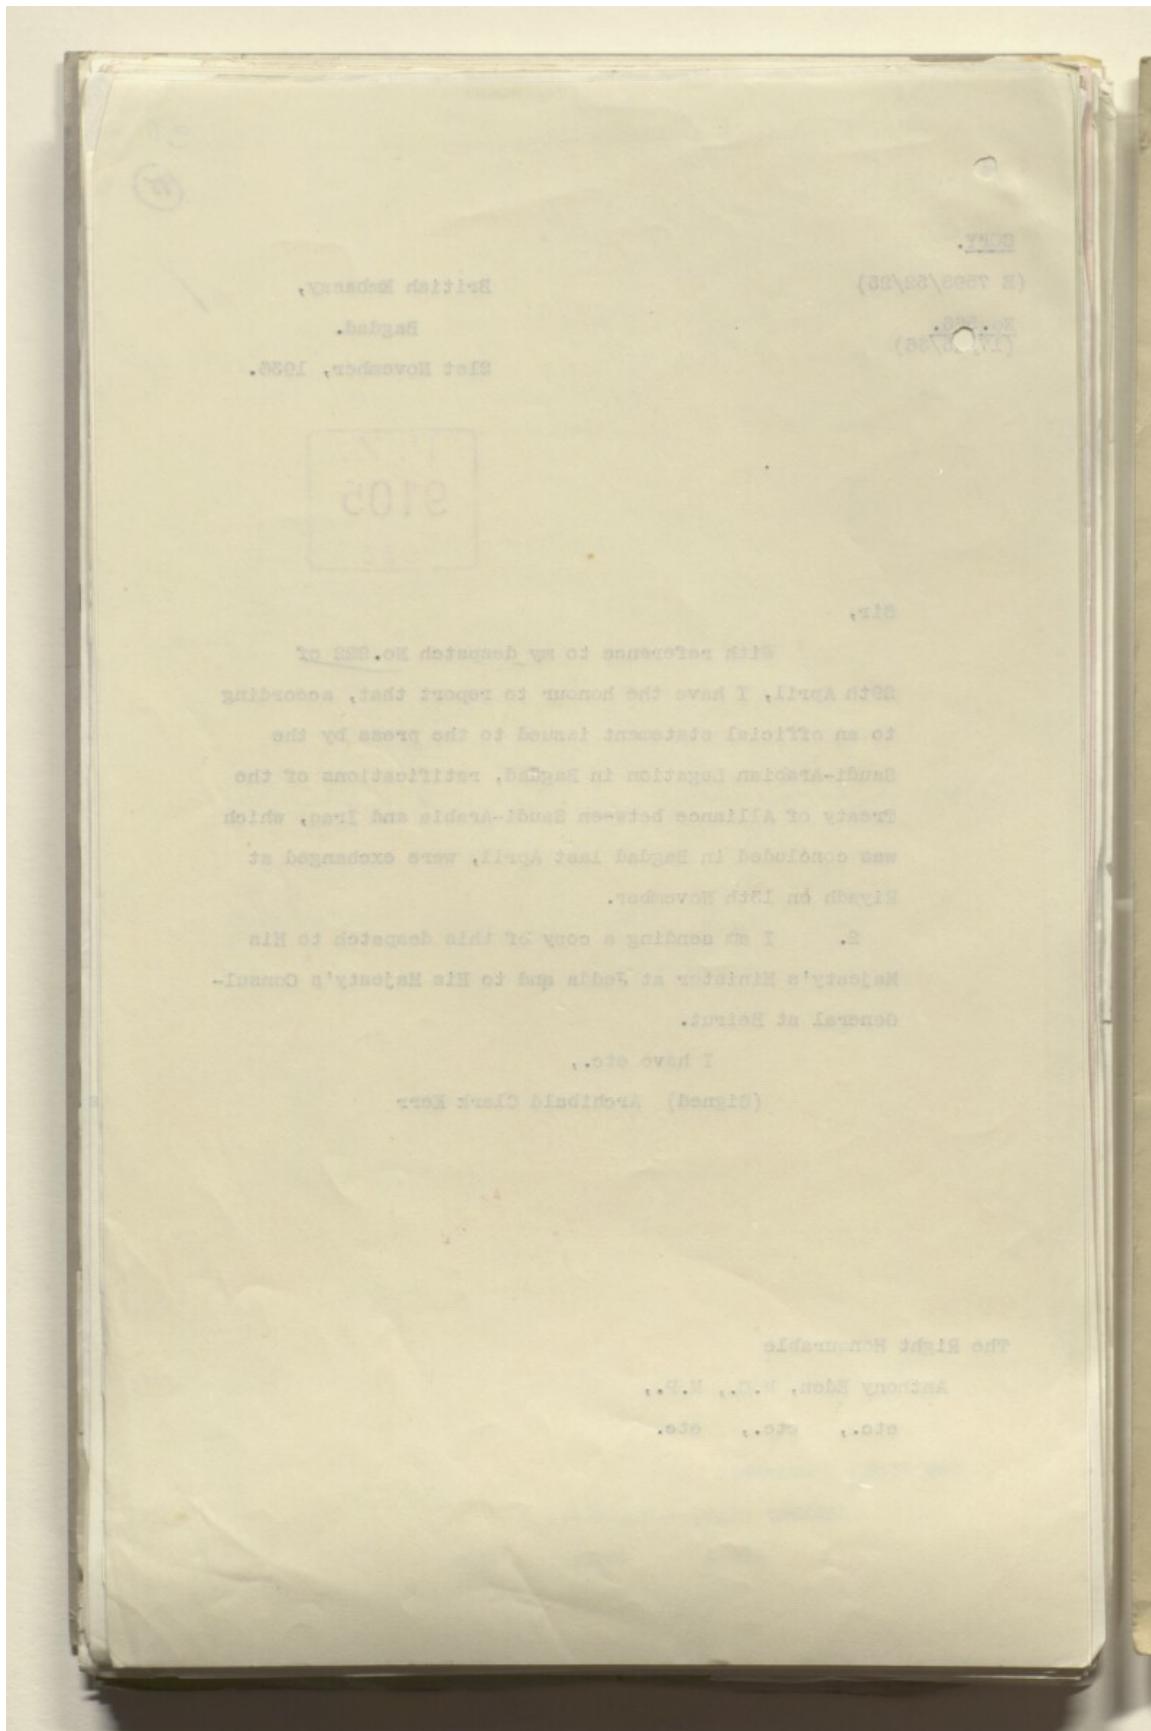 COPY.
(E 7593/52/25)
British Embassy,
Bagdad.
21st November, 1936.
9105
Sir,
With reference to my despatch No.222 of
29th April, I have the honour to report that, according
to an official statement issued to the press by the
Saudi-Arabian Legation in Bagdad, ratifications of the
Treaty of Alliance between Saudi-Arabia and Iraq, which
was concluded in Bagdad last April, were exchanged at
Riyadh on 13th November.
2. I am sending a copy of this despatch to His
Majesty's Minister at Jedda and to His Majesty's Consul-
General at Beirut.
I have etc.,
(Signed) Archibald Clark Kerr
The Right Honourable
Anthony Eden, M.C., M.P.,
etc., etc., etc.